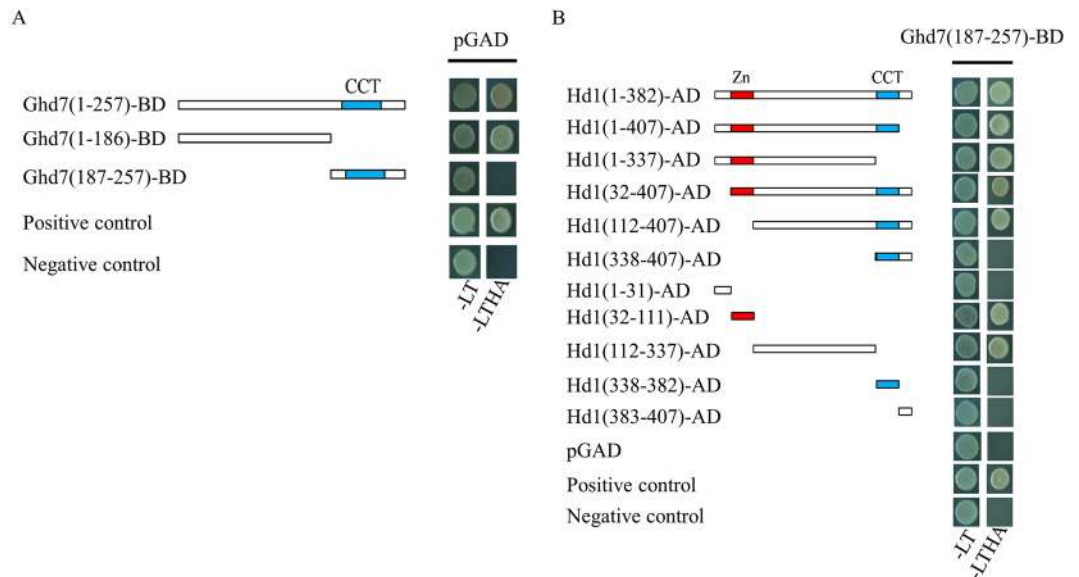 A
pGAD
CCT
Ghd7(1-257)-BD
Ghd7(1-186)-BD
Ghd7(187-257)-BD
Positive control
Negative control
-LT
-LTHA
B
Ghd7(187-257)-BD
Zn CCT
Hd1(1-382)-AD
Hd1(1-407)-AD
Hd1(1-337)-AD
Hd1(32-407)-AD
Hd1(112-407)-AD
Hd1(338-407)-AD
Hd1(1-31)-AD
Hd1(32-111)-AD
Hd1(112-337)-AD
Hd1(338-382)-AD
Hd1(383-407)-AD
pGAD
Positive control
Negative control
-LT
-LTHA